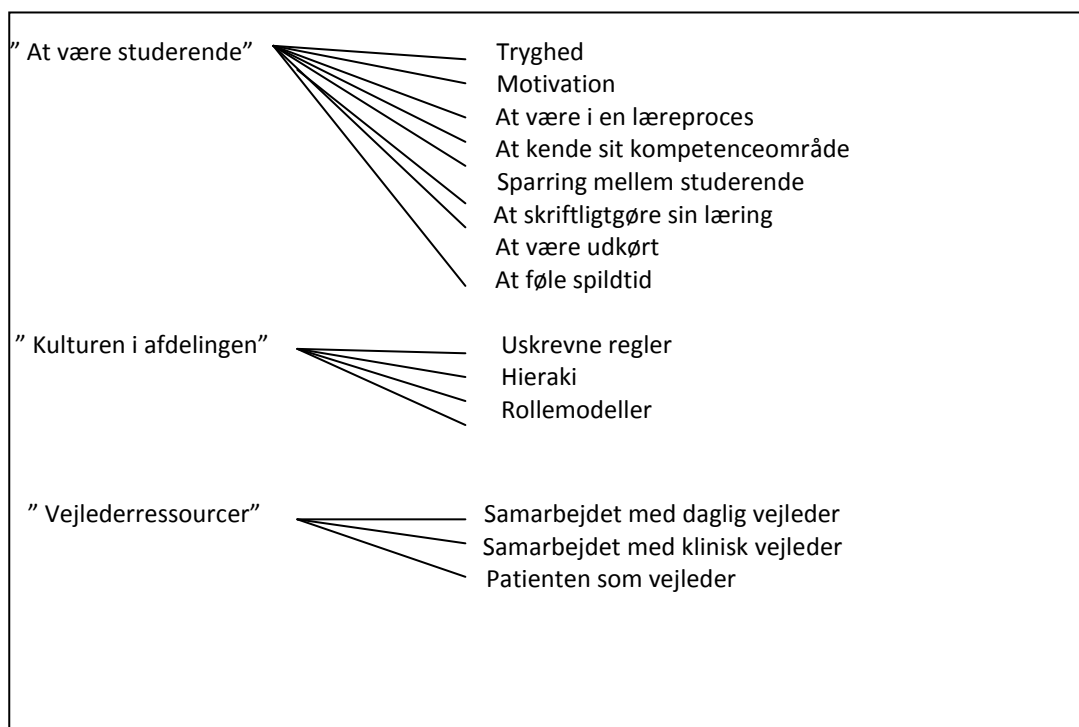 ” At være studerende”
Tryghed
Motivation
At være i en læreproces
At kende sit kompetenceområde
Sparring mellem studerende
At skriftligtgøre sin læring
At være udkørt
At føle spildtid
” Kulturen i afdelingen”
Uskrevne regler
Hieraki
Rollemodeller
” Vejlederressourcer”
Samarbejdet med daglig vejleder
Samarbejdet med klinisk vejleder
Patienten som vejleder